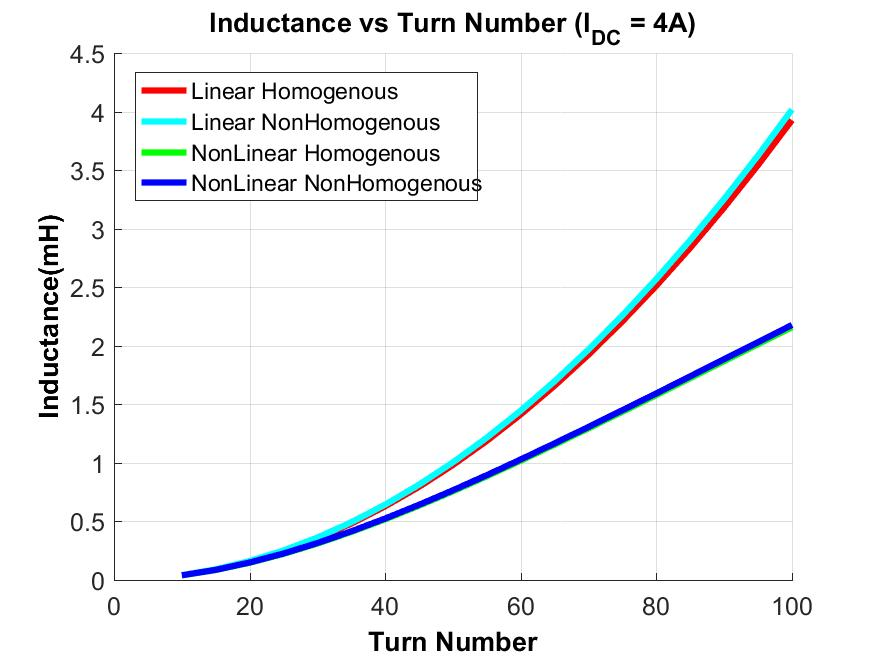 Inductance vs Turn Number (I_DC = 4A)
4.5
4
3.5
3
2.5
2
1.5
1
0.5
0
Linear Homogenous
Linear NonHomogenous
NonLinear Homogenous
NonLinear NonHomogenous
Inductance(mH)
0 20 40 60 80 100
Turn Number